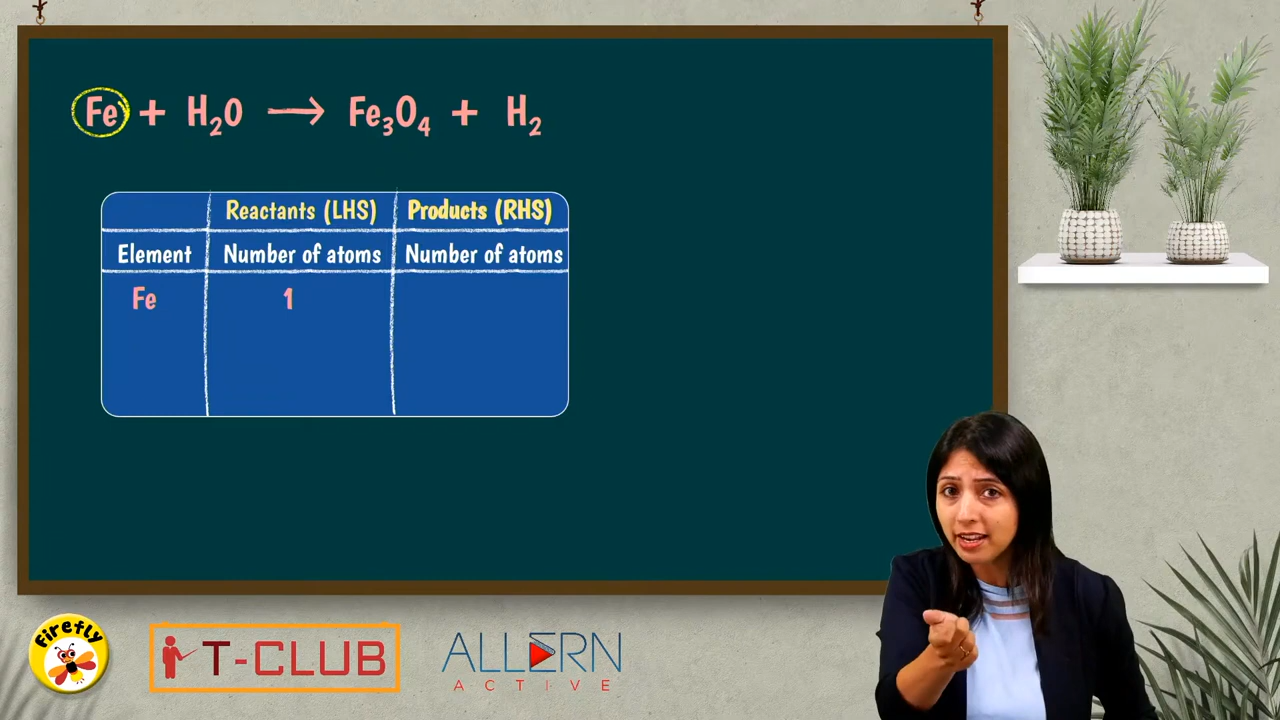 Fe + H₂O ⟶ Fe₃O₄ + H₂
Reactants (LHS) Products (RHS)
Element Number of atoms Number of atoms
Fe 1
Firefly
T-CLUB
ALLERN
ACTIVE